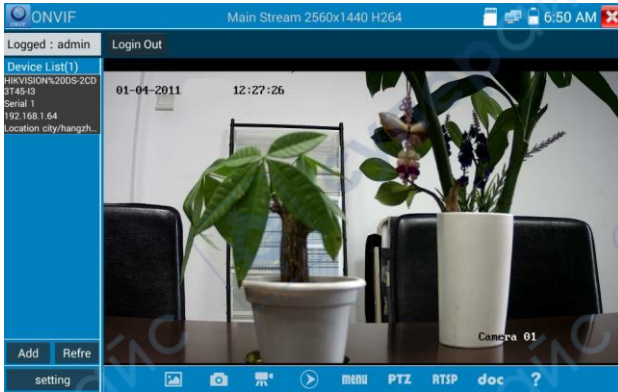 ONVIF
Main Stream 2560x1440 H264
6:50 AM
Logged : admin
Login Out
Device List(1)
HIKVISION%20DS-2CD
3T45-I3
Serial 1
192.168.1.64
Location city/hangzh...
01-04-2011 12:27:26
Camera 01
Add
Refre
setting
menu
PTZ
RTSP
doc
?